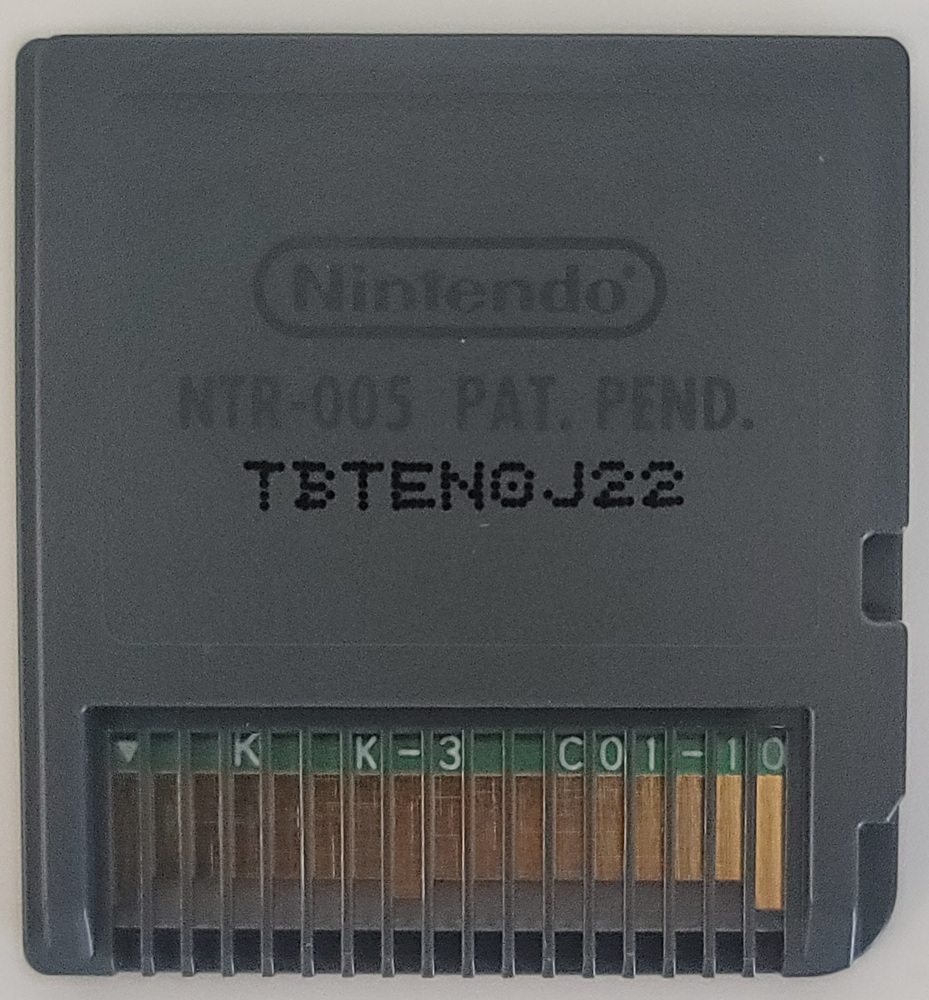 Nintendo®
NTR-005 PAT. PEND.
TBTEN0J22
▼ K K-3 C01-10